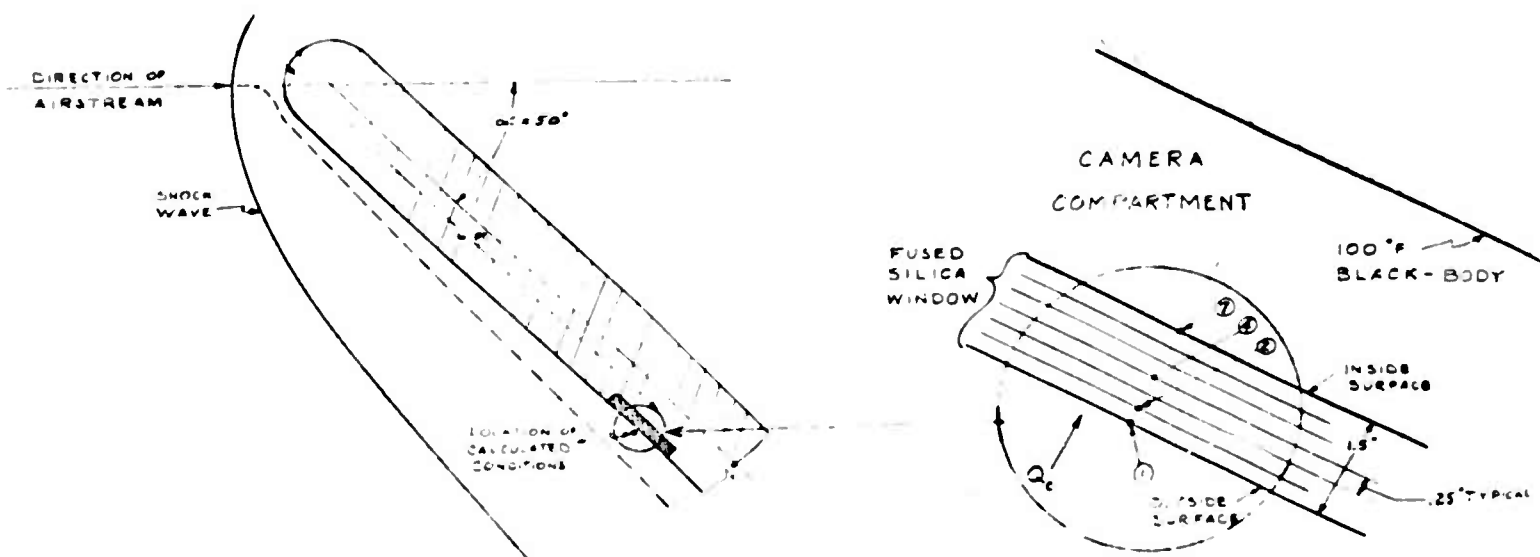 DIRECTION OF
AIRSTREAM
α = 50°
SHOCK
WAVE
LOCATION OF
CALCULATED
CONDITIONS
CAMERA
COMPARTMENT
100°F
BLACK-BODY
FUSED
SILICA
WINDOW
INSIDE
SURFACE
1.5"
.25" TYPICAL
Qc
①
OUTSIDE
SURFACE